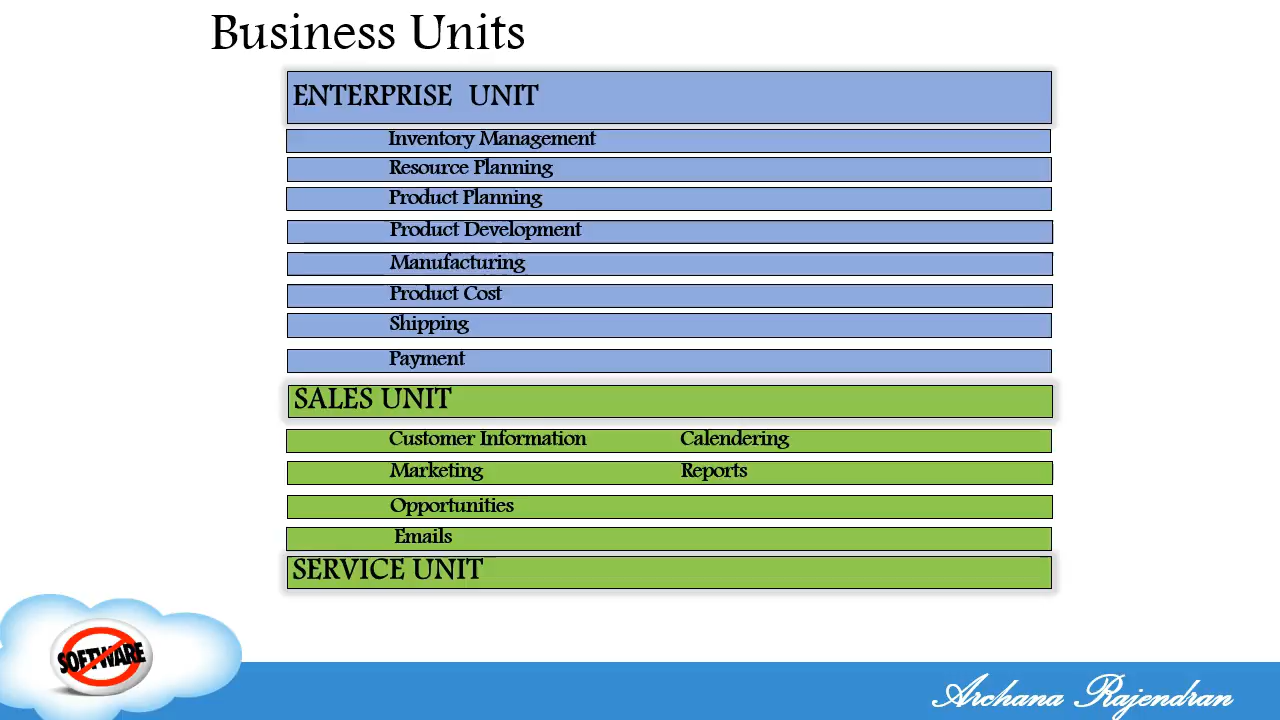 Business Units
ENTERPRISE UNIT
Inventory Management
Resource Planning
Product Planning
Product Development
Manufacturing
Product Cost
Shipping
Payment
SALES UNIT
Customer Information Calendering
Marketing Reports
Opportunities
Emails
SERVICE UNIT
SOFTWARE
Archana Rajendran